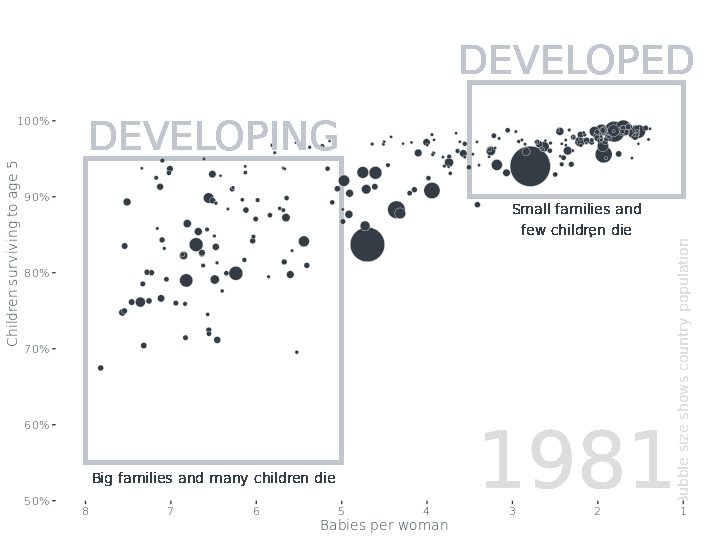 DEVELOPED
DEVELOPING
100%
90%
80%
70%
60%
50%
Children surviving to age 5
Small families and
few children die
Big families and many children die
1981
Bubble size shows country population
8
7
6
5
4
3
2
1
Babies per woman